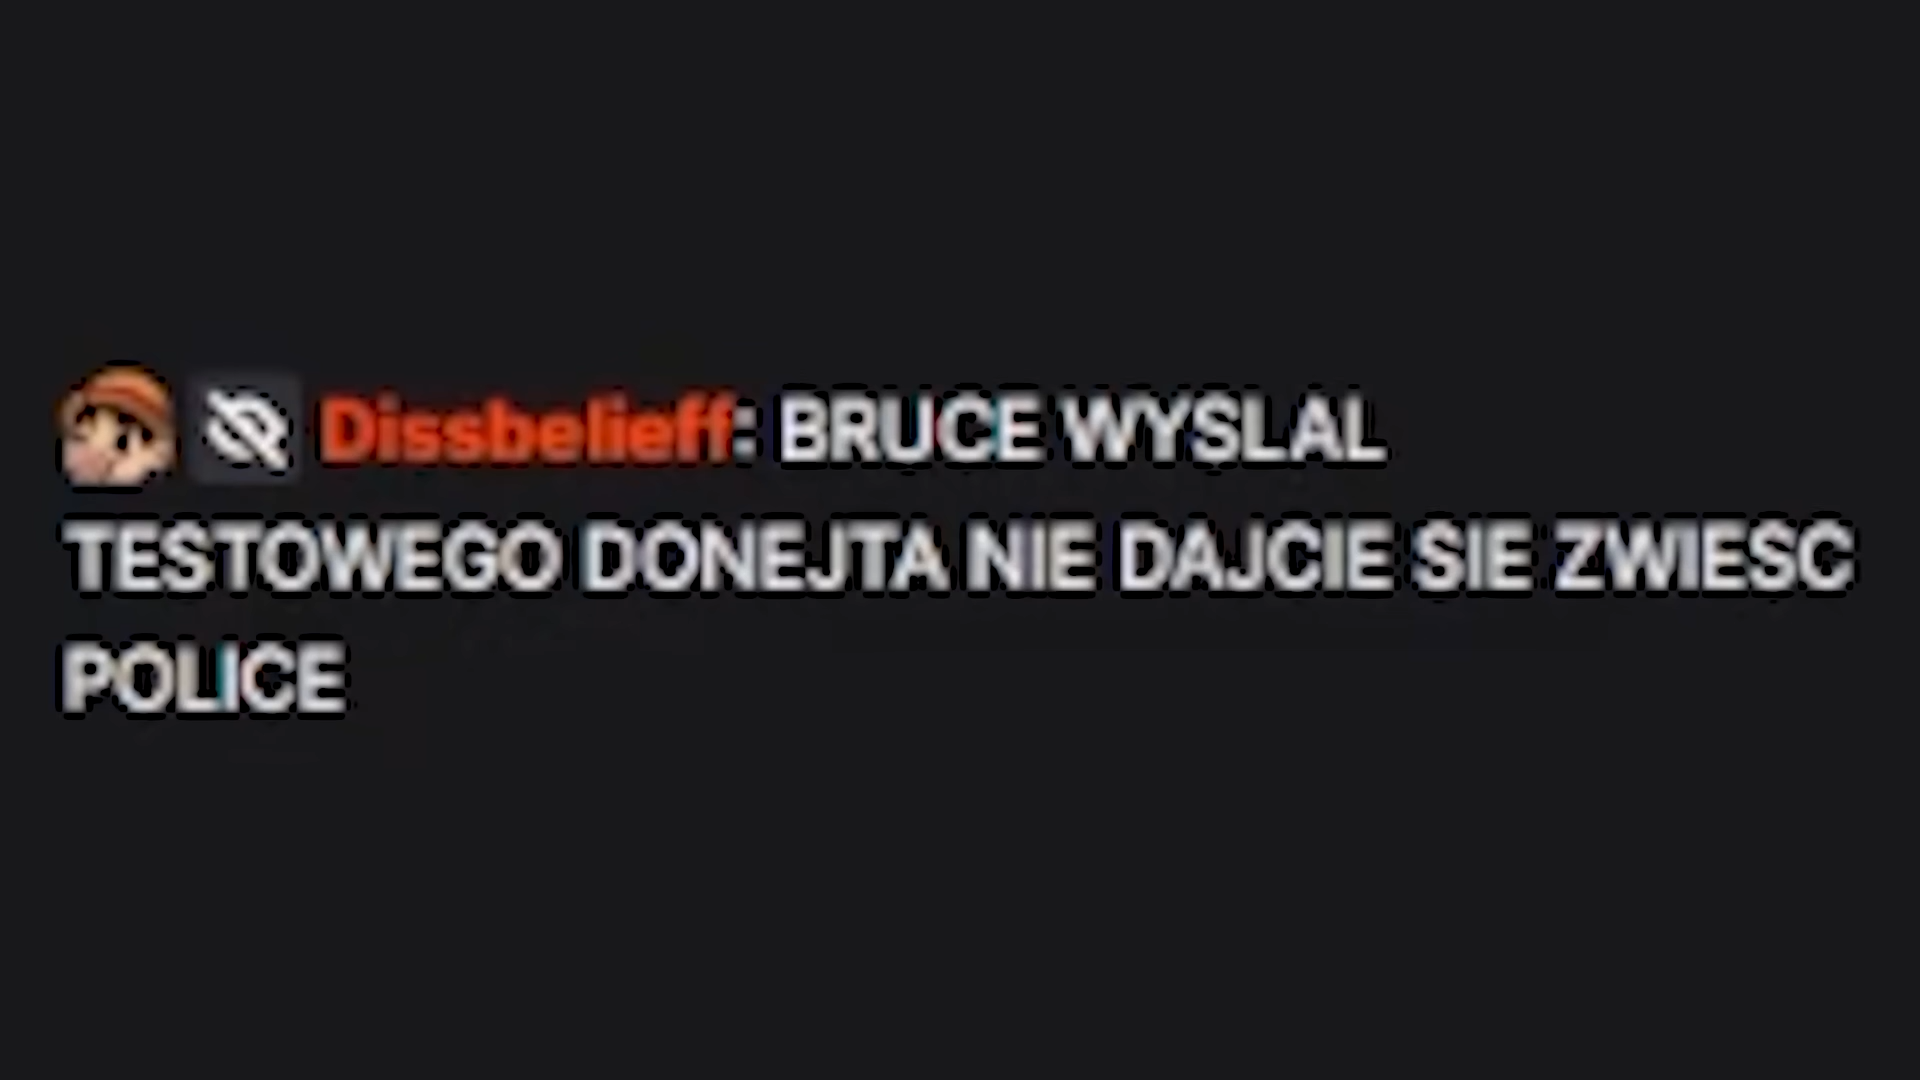 Dissbelieff: BRUCE WYSLAL
TESTOWEGO DONEJTA NIE DAJCIE SIE ZWIESC
POLICE